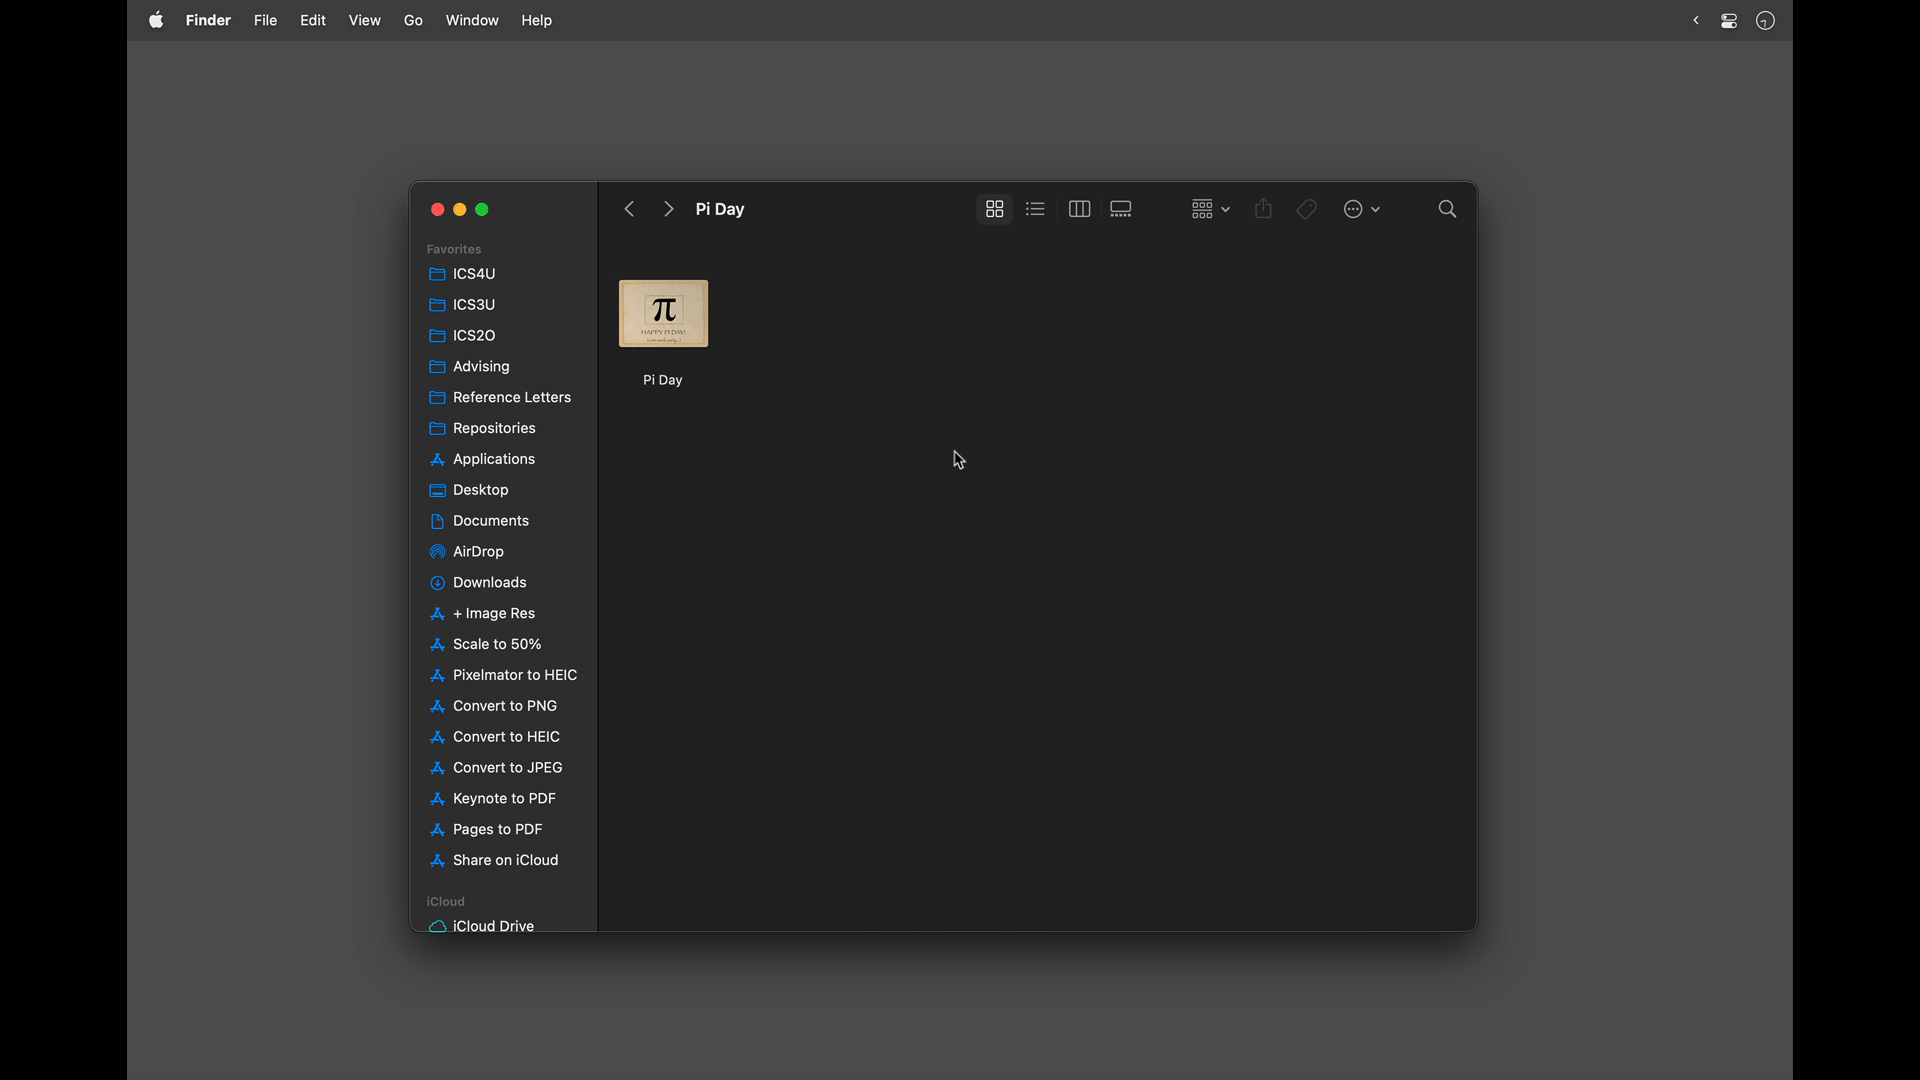 Finder File Edit View Go Window Help
Pi Day
Favorites
ICS4U
ICS3U
ICS2O
Advising
Reference Letters
Repositories
Applications
Desktop
Documents
AirDrop
Downloads
+ Image Res
Scale to 50%
Pixelmator to HEIC
Convert to PNG
Convert to HEIC
Convert to JPEG
Keynote to PDF
Pages to PDF
Share on iCloud
iCloud
iCloud Drive
π
HAPPY PI DAY!
Pi Day